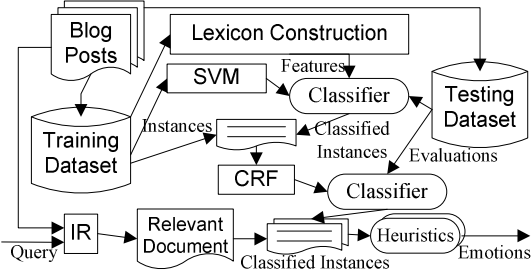 Blog
Posts
Lexicon Construction
Features
SVM
Classifier
Testing
Dataset
Training
Dataset
Instances
Classified
Instances
Evaluations
CRF
Classifier
IR
Query
Relevant
Document
Classified Instances
Heuristics
Emotions